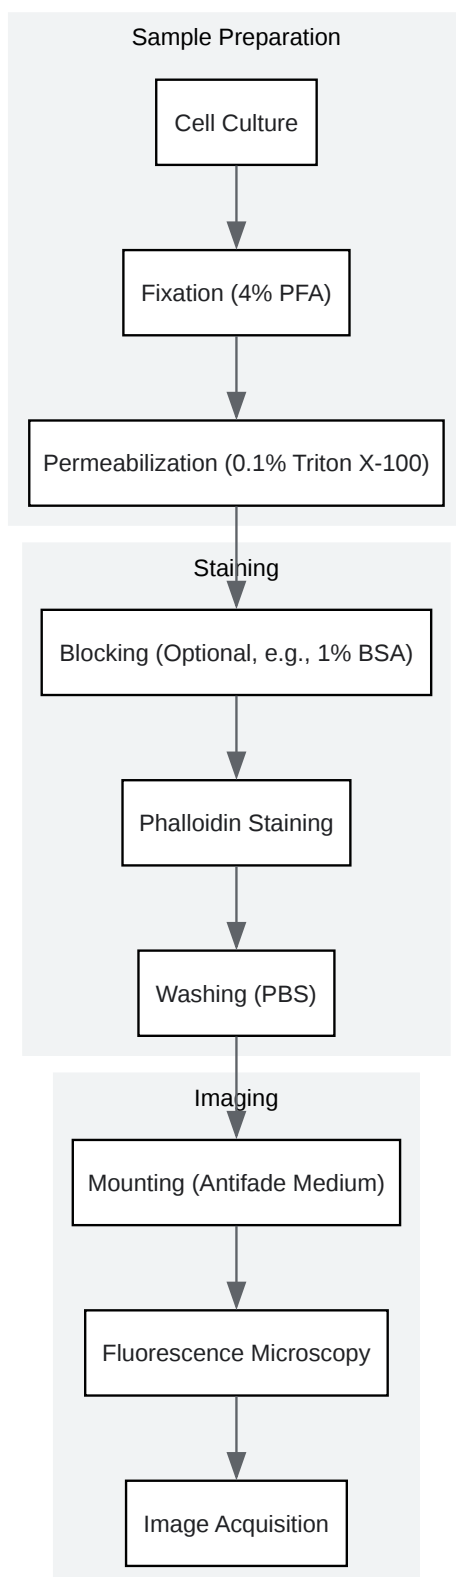 Sample Preparation
Cell Culture
Fixation (4% PFA)
Permeabilization (0.1% Triton X-100)
Staining
Blocking (Optional, e.g., 1% BSA)
Phalloidin Staining
Washing (PBS)
Imaging
Mounting (Antifade Medium)
Fluorescence Microscopy
Image Acquisition